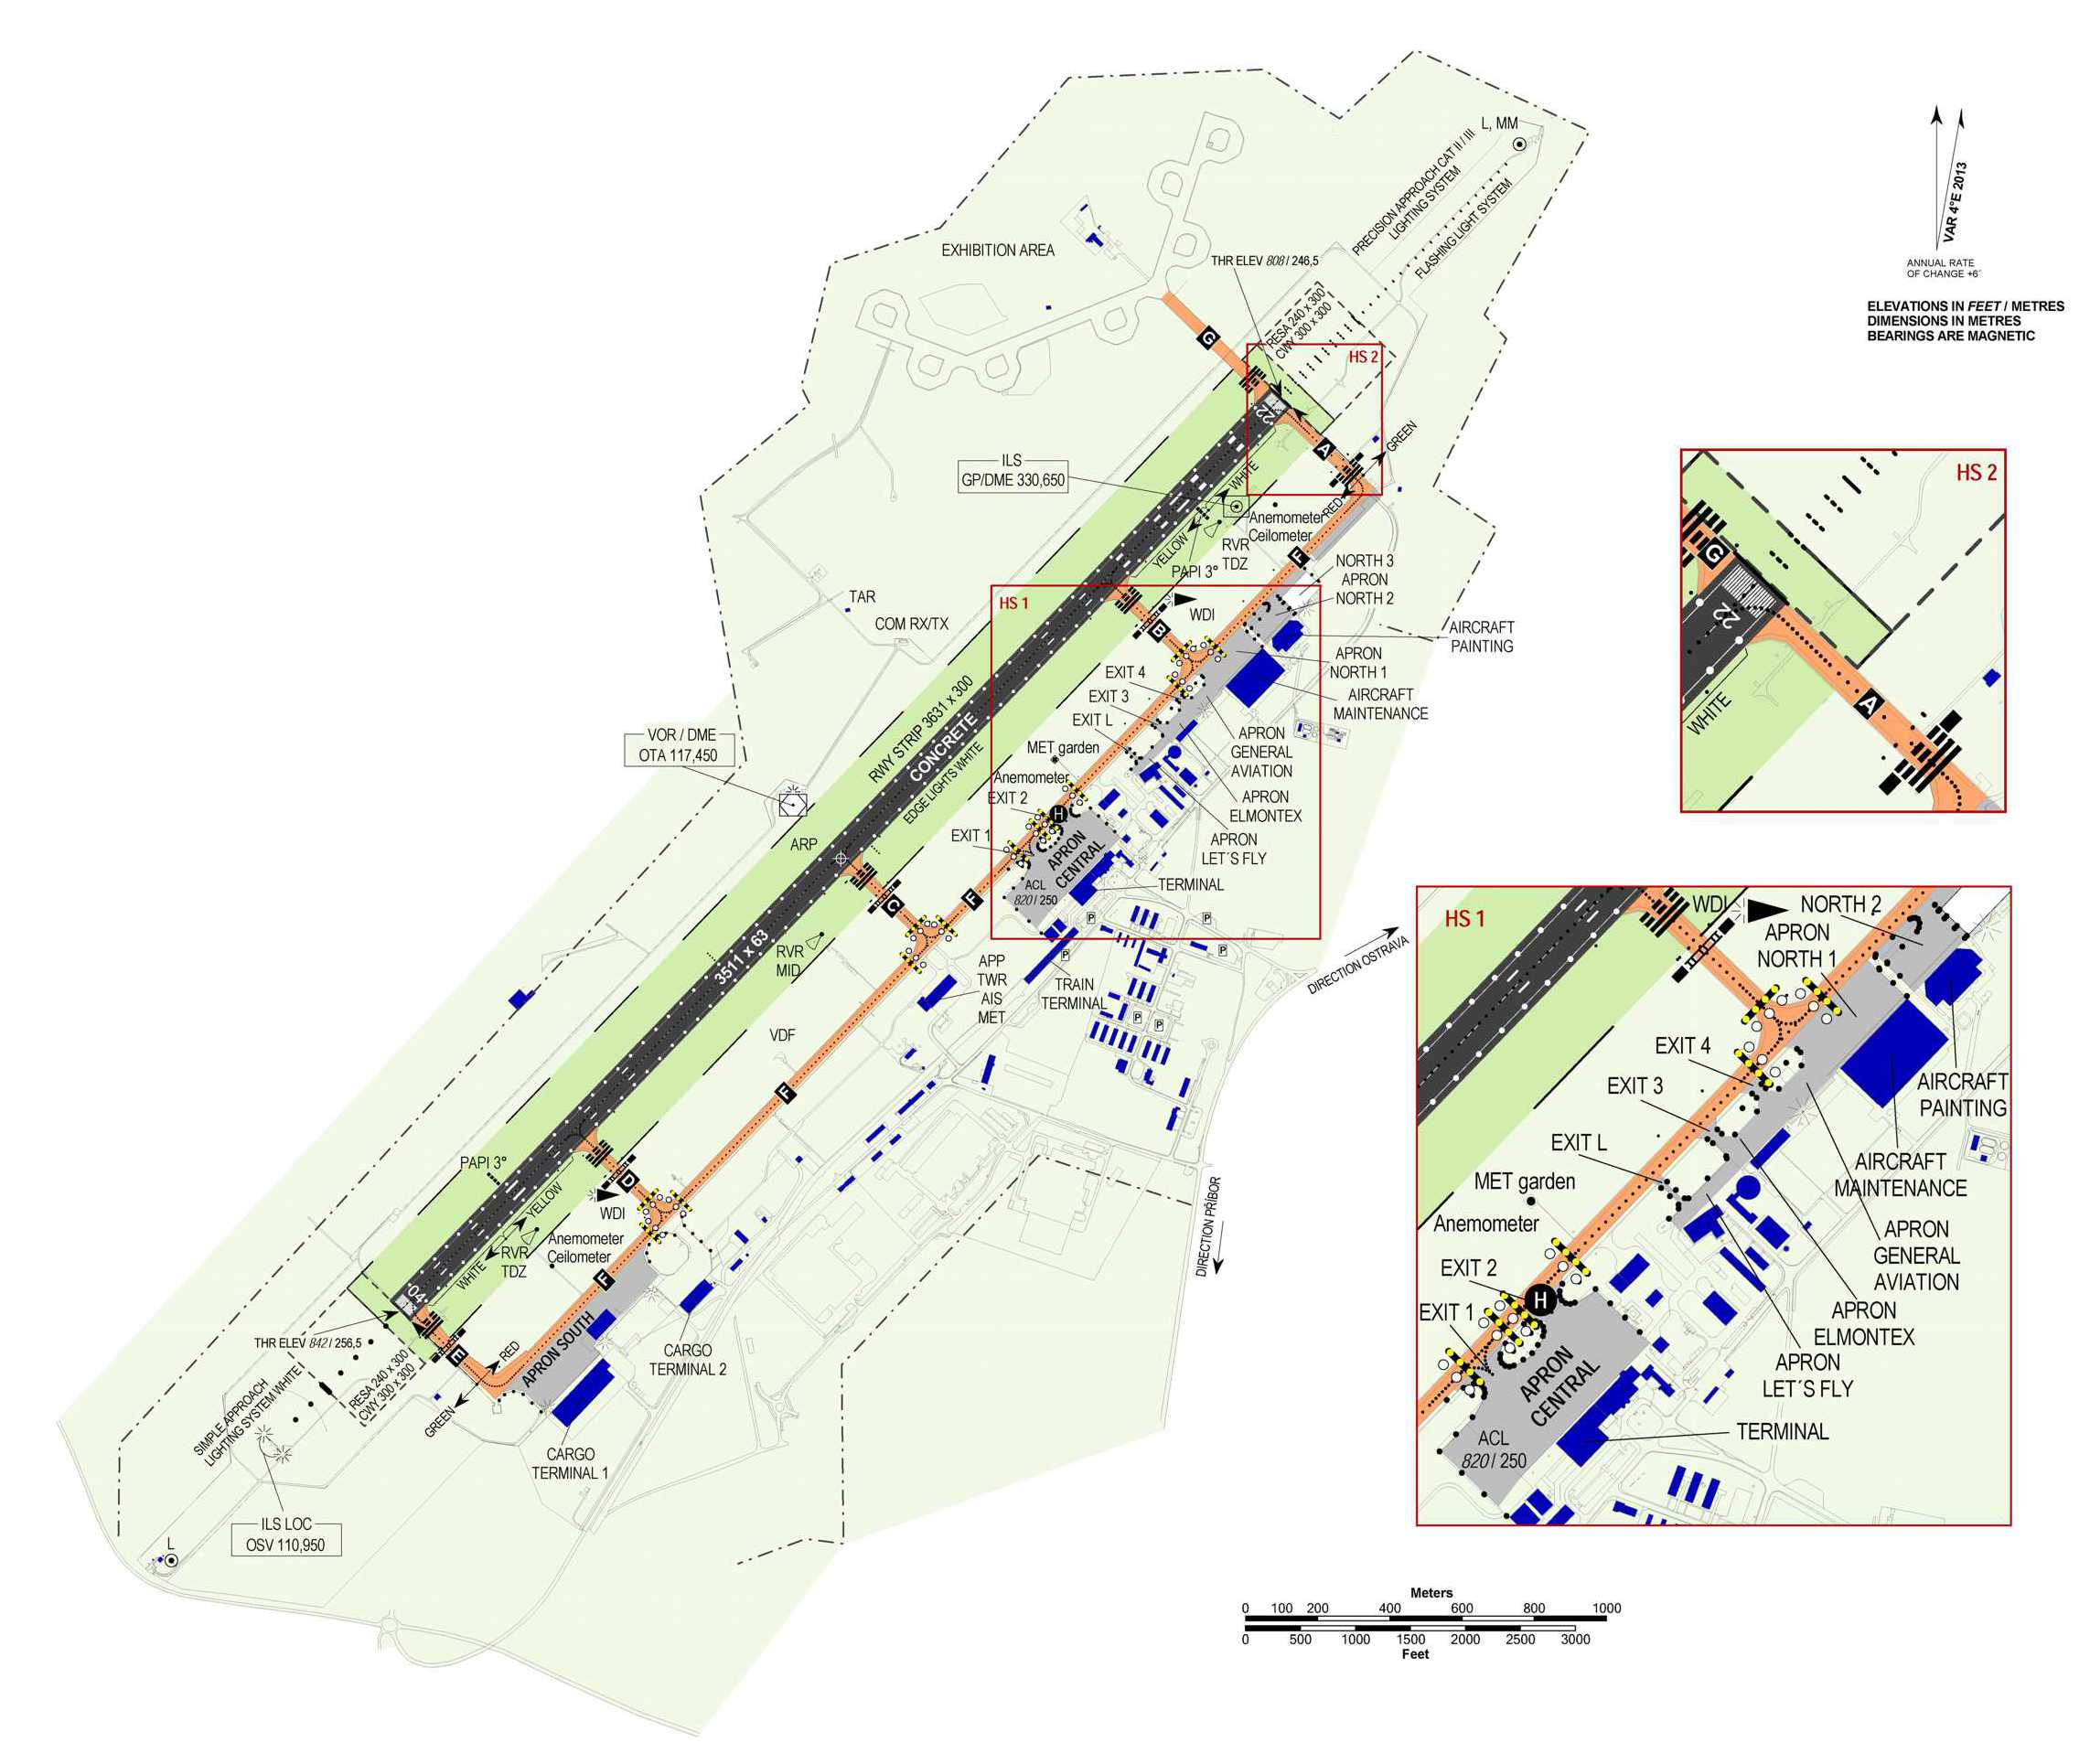 L, MM
PRECISION APPROACH CAT II / III
LIGHTING SYSTEM
FLASHING LIGHT SYSTEM
VAR 4°E 2013
ANNUAL RATE
OF CHANGE +6´
ELEVATIONS IN FEET / METRES
DIMENSIONS IN METRES
BEARINGS ARE MAGNETIC
EXHIBITION AREA
THR ELEV 808 / 246,5
RESA 240 x 300
CWY 300 x 300
G
HS 2
22
A
GREEN
RED
WHITE
YELLOW
ILS
GP/DME 330,650
Anemometer
Ceilometer
RVR
TDZ
PAPI 3°
F
NORTH 3
APRON
NORTH 2
HS 1
WDI
B
TAR
COM RX/TX
AIRCRAFT
PAINTING
APRON
NORTH 1
EXIT 4
EXIT 3
EXIT L
AIRCRAFT
MAINTENANCE
RWY STRIP 3631 x 300
CONCRETE
EDGE LIGHTS WHITE
VOR / DME
OTA 117,450
MET garden
Anemometer
EXIT 2
EXIT 1
H
APRON
GENERAL
AVIATION
APRON
ELMONTEX
APRON
LET´S FLY
ARP
APRON
CENTRAL
ACL
820 / 250
TERMINAL
C
F
3511 x 63
RVR
MID
P
P
P
P
P
P
APP
TWR
AIS
MET
TRAIN
TERMINAL
DIRECTION OSTRAVA
VDF
F
PAPI 3°
D
WDI
YELLOW
WHITE
RVR
TDZ
Anemometer
Ceilometer
F
DIRECTION PŘÍBOR
04
THR ELEV 842 / 256,5
E
RED
GREEN
APRON SOUTH
CARGO
TERMINAL 2
CARGO
TERMINAL 1
RESA 240 x 300
CWY 300 x 300
SIMPLE APPROACH
LIGHTING SYSTEM WHITE
ILS LOC
OSV 110,950
L
HS 2
G
22
A
WHITE
HS 1
WDI
NORTH 2
APRON
NORTH 1
EXIT 4
EXIT 3
EXIT L
MET garden
Anemometer
EXIT 2
EXIT 1
H
AIRCRAFT
PAINTING
AIRCRAFT
MAINTENANCE
APRON
GENERAL
AVIATION
APRON
ELMONTEX
APRON
LET´S FLY
APRON
CENTRAL
TERMINAL
ACL
820 / 250
Meters
0 100 200 400 600 800 1000
0 500 1000 1500 2000 2500 3000
Feet